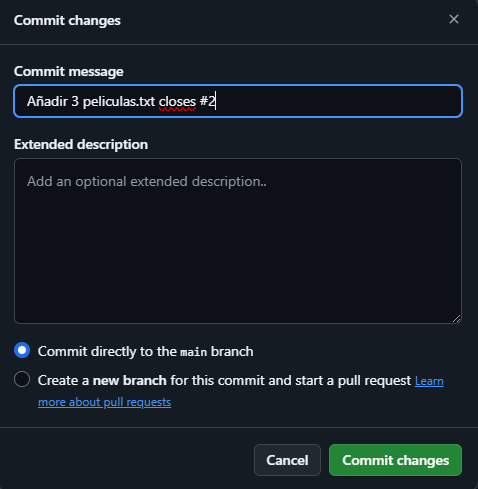 Commit changes
Commit message
Añadir 3 peliculas.txt closes #2
Extended description
Add an optional extended description..
Commit directly to the main branch
Create a new branch for this commit and start a pull request Learn
more about pull requests
Cancel
Commit changes